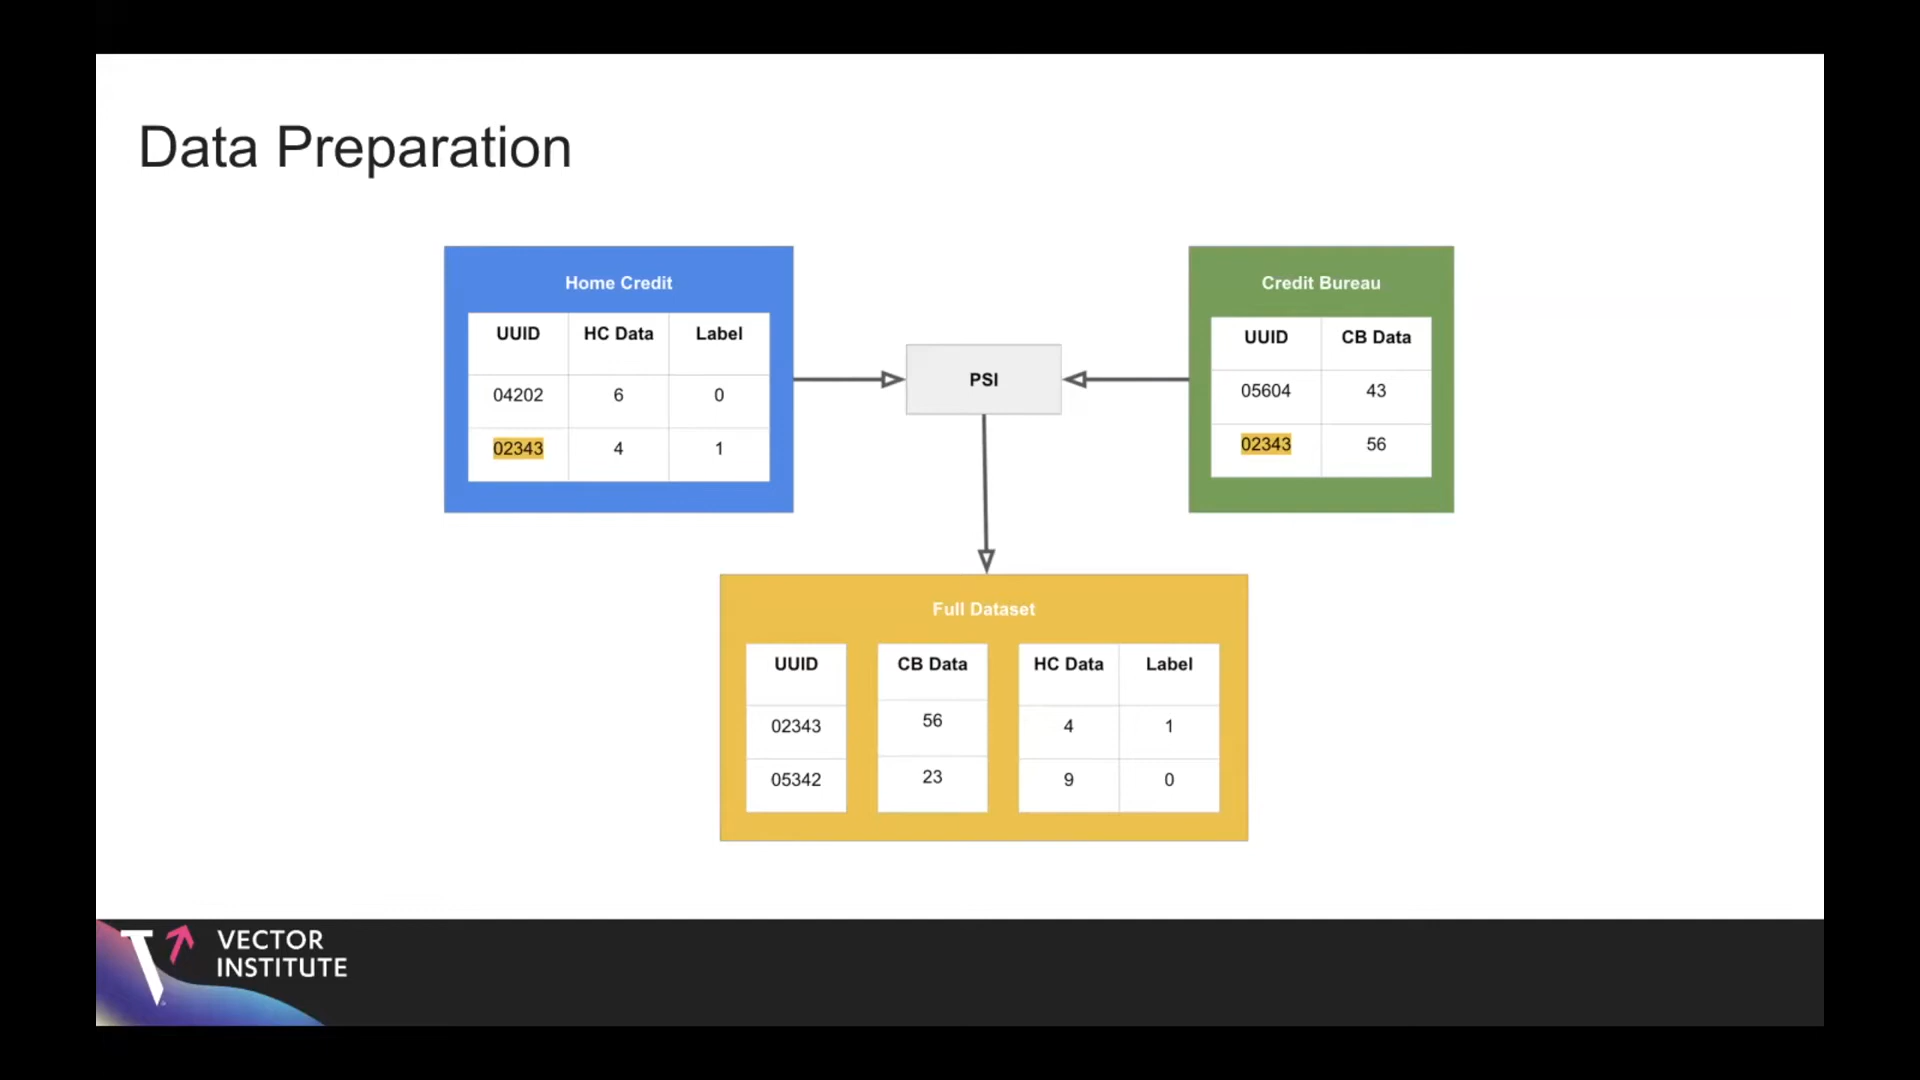 Data Preparation
Home Credit
UUID HC Data Label
04202 6 0
02343 4 1
PSI
Credit Bureau
UUID CB Data
05604 43
02343 56
Full Dataset
UUID CB Data HC Data Label
02343 56 4 1
05342 23 9 0
VECTOR
INSTITUTE